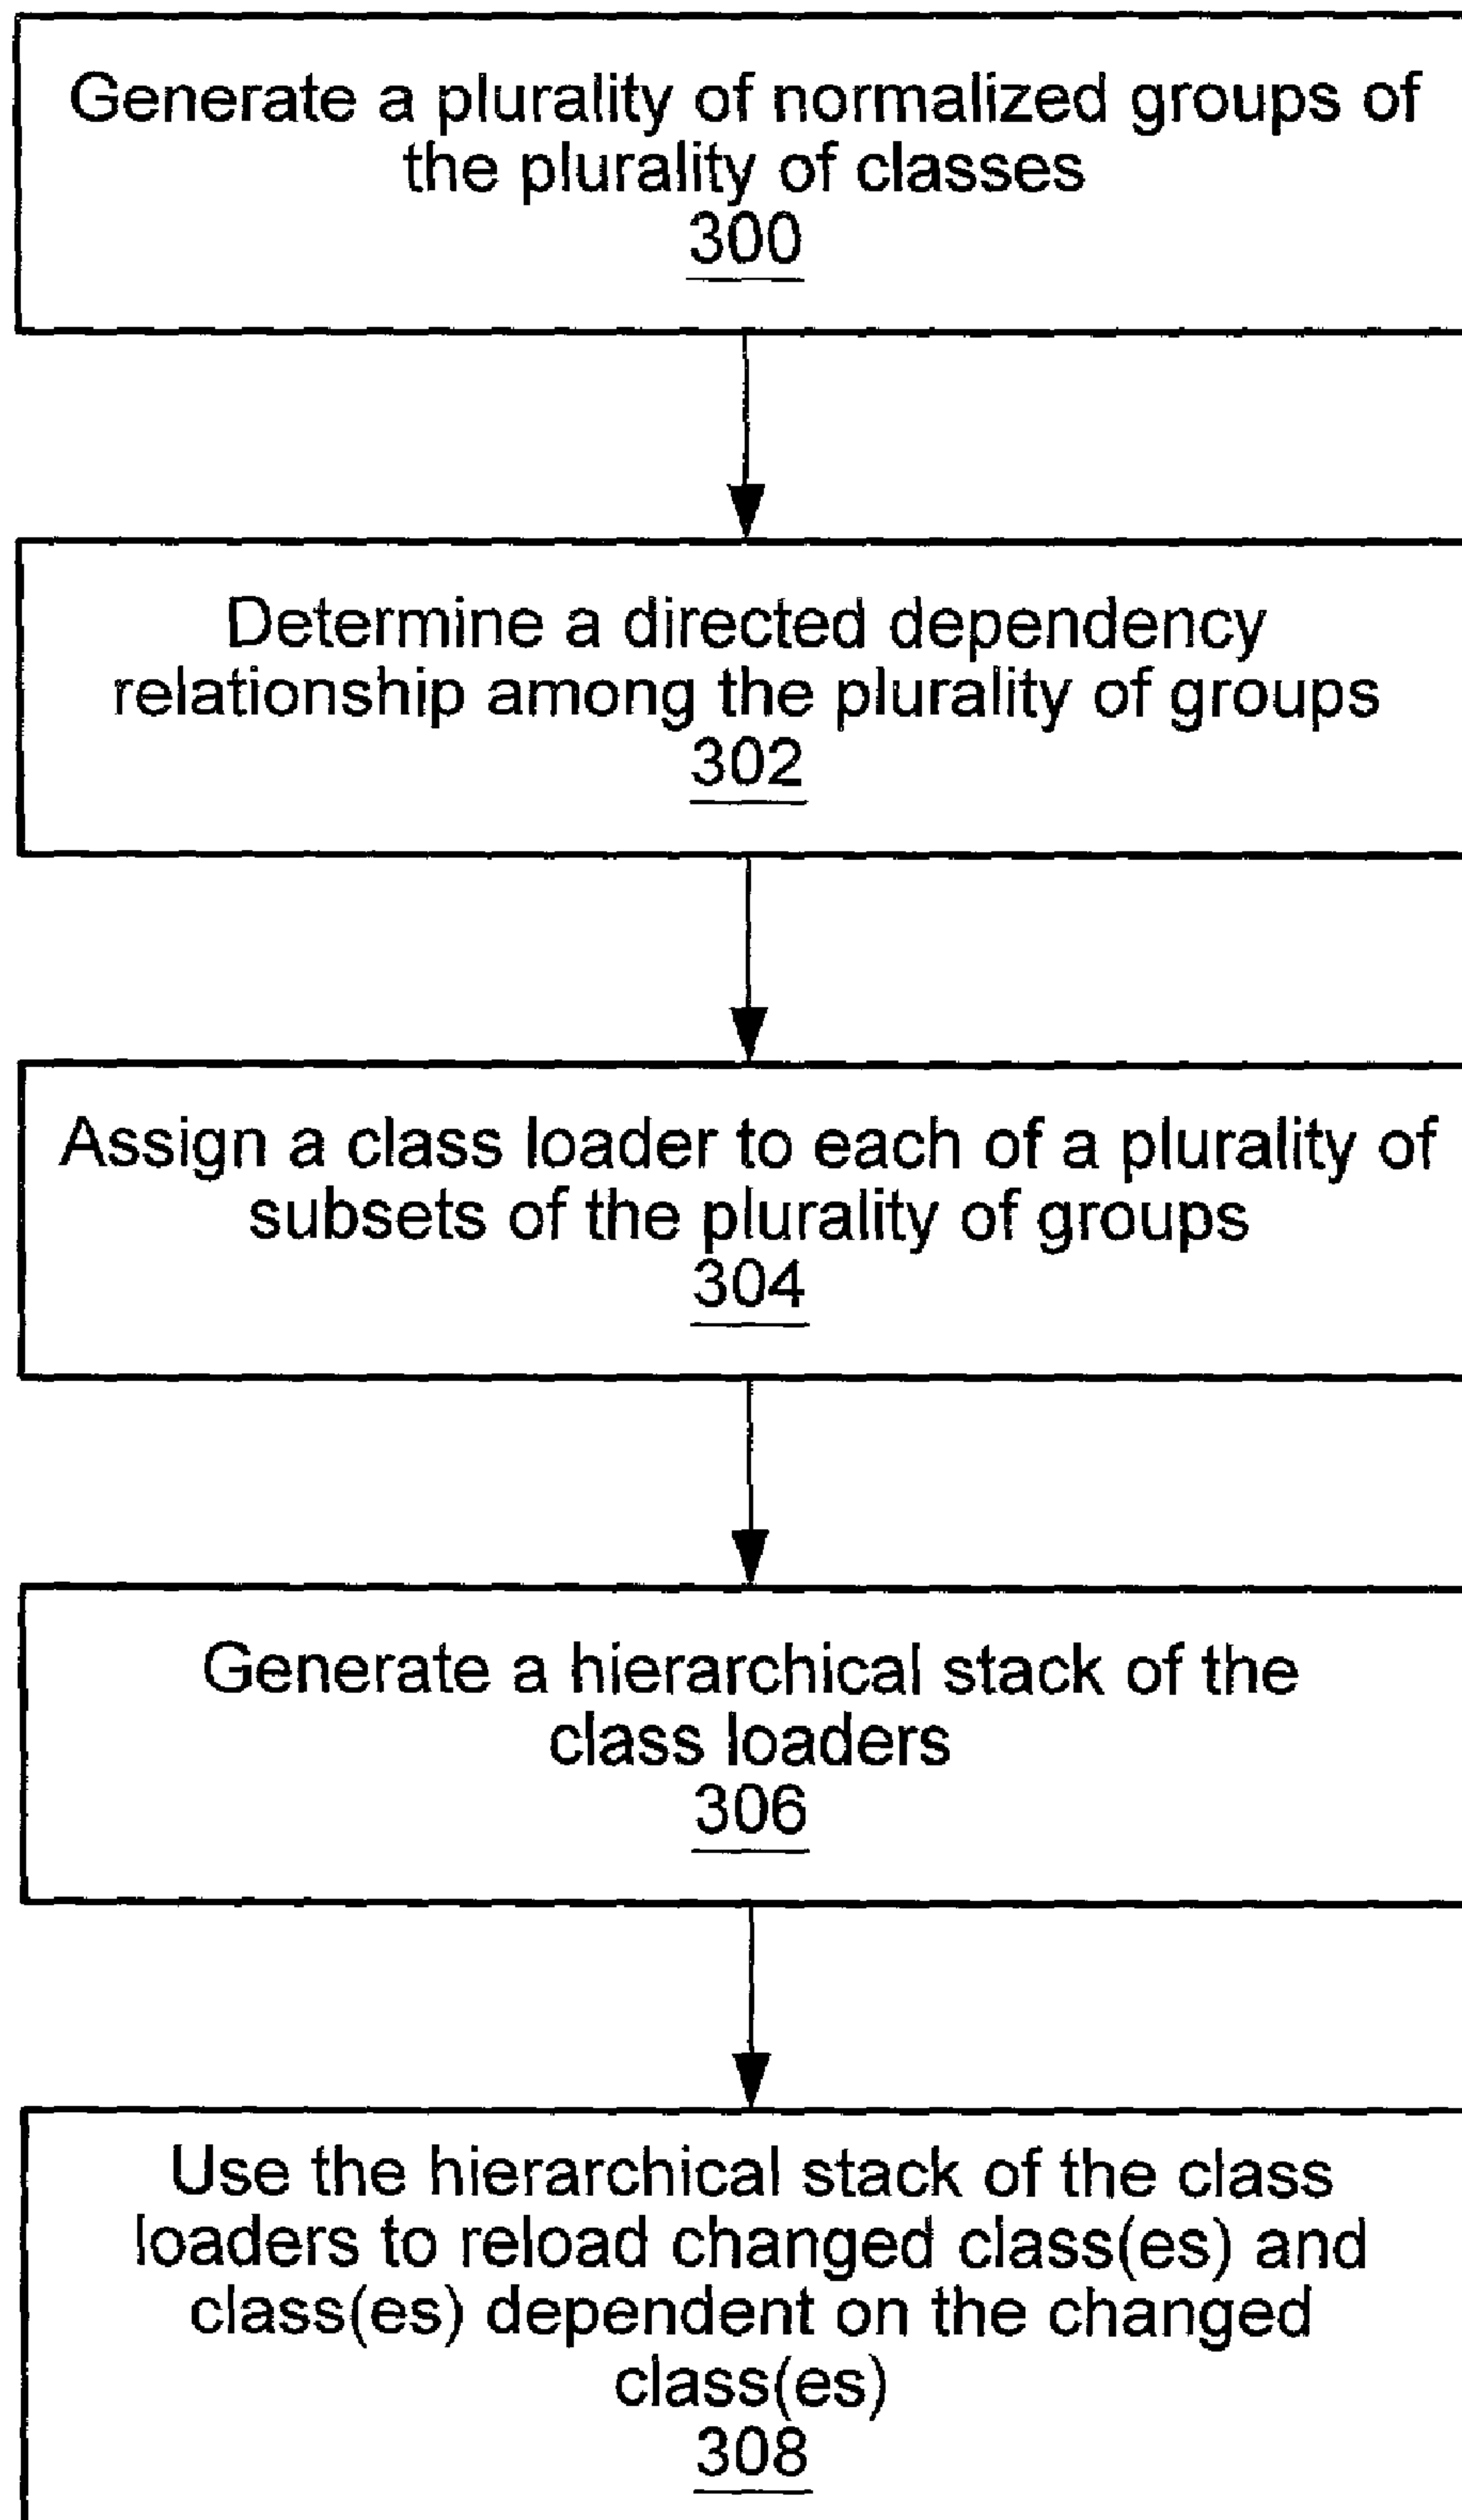 Generate a plurality of normalized groups of
the plurality of classes
300
Determine a directed dependency
relationship among the plurality of groups
302
Assign a class loader to each of a plurality of
subsets of the plurality of groups
304
Generate a hierarchical stack of the
class loaders
306
Use the hierarchical stack of the class
loaders to reload changed class(es) and
class(es) dependent on the changed
class(es)
308